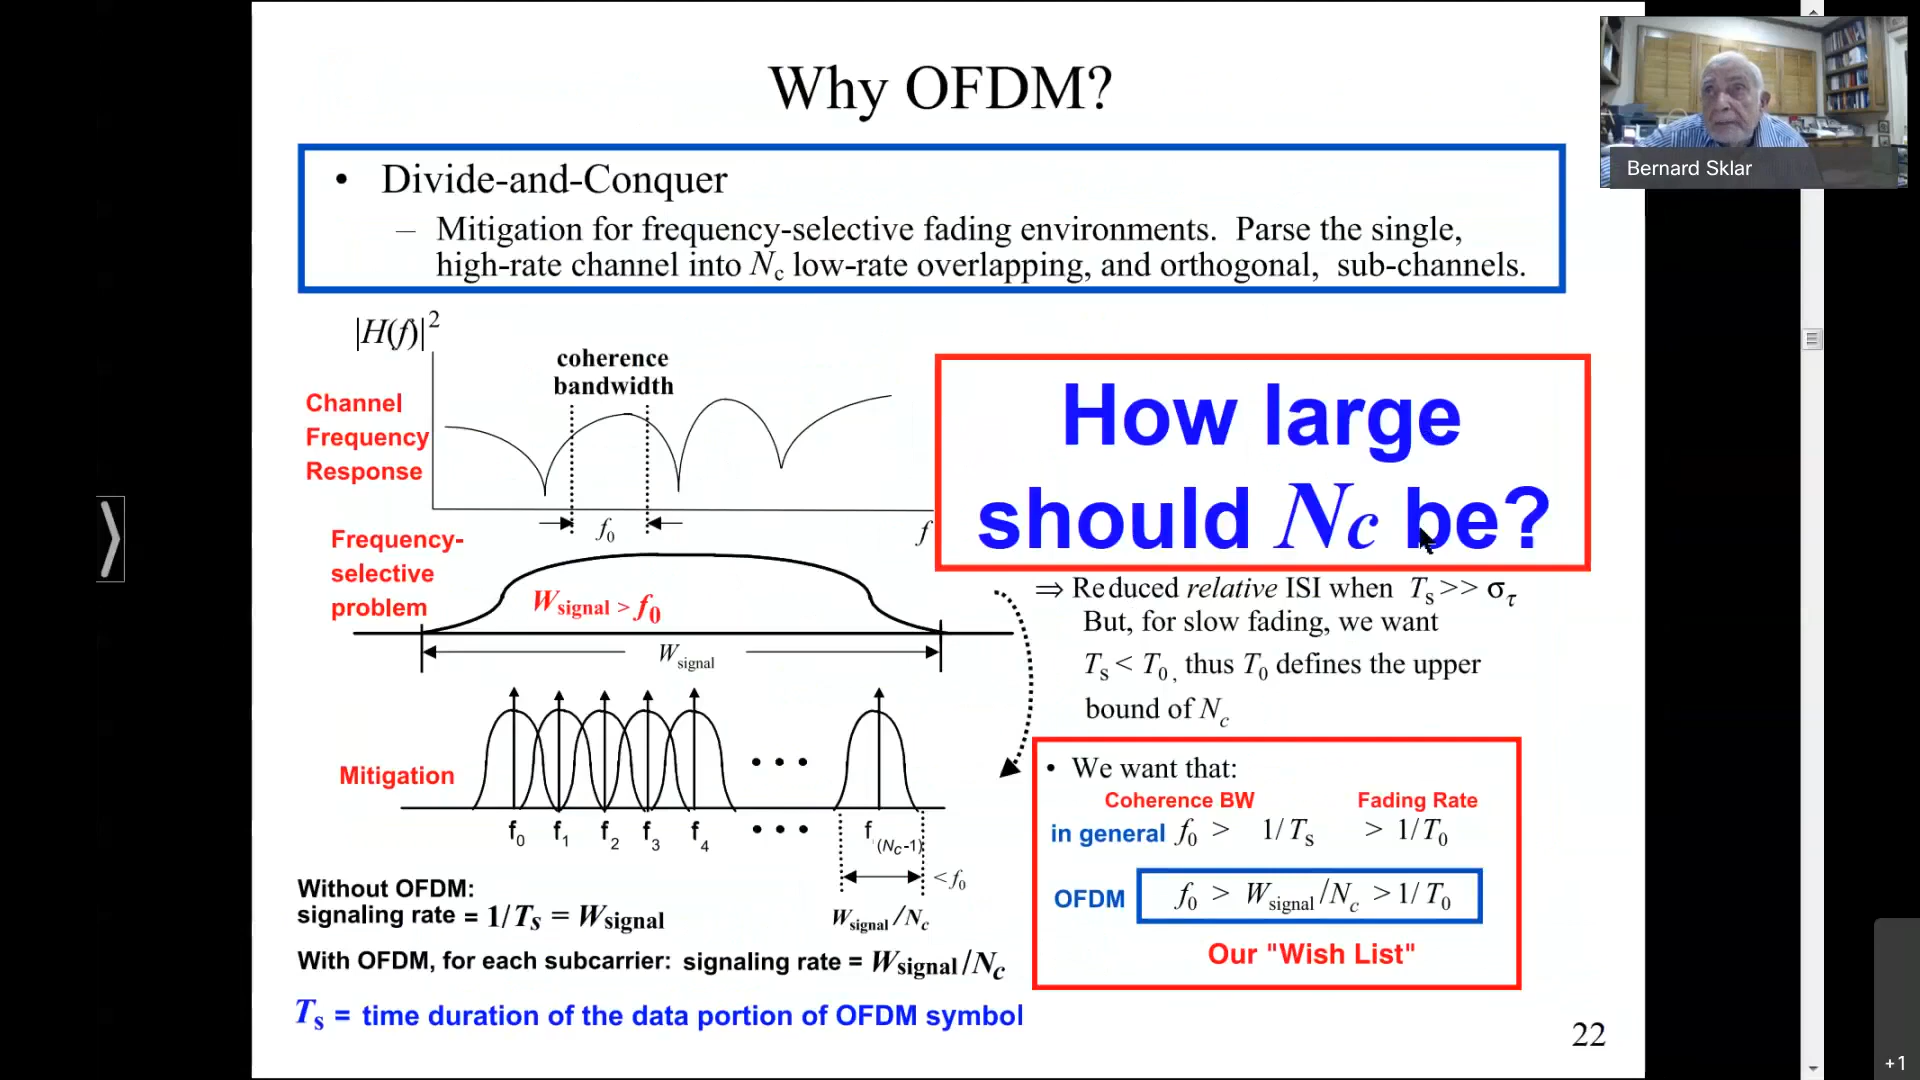 Why OFDM?
• Divide-and-Conquer
– Mitigation for frequency-selective fading environments. Parse the single,
high-rate channel into Nc low-rate overlapping, and orthogonal, sub-channels.
|H(f)|2
coherence
bandwidth
Channel
Frequency
Response
f0
f
How large
should Nc be?
Frequency-
selective
problem
Wsignal > f0
Wsignal
⇒ Reduced relative ISI when Ts >> στ
But, for slow fading, we want
Ts < T0, thus T0 defines the upper
bound of Nc
Mitigation
• • •
f0 f1 f2 f3 f4 • • • f(Nc-1)
< f0
Wsignal/Nc
• We want that:
Coherence BW Fading Rate
in general f0 > 1/Ts > 1/T0
OFDM f0 > Wsignal/Nc > 1/T0
Our "Wish List"
Without OFDM:
signaling rate = 1/Ts = Wsignal
With OFDM, for each subcarrier: signaling rate = Wsignal/Nc
Ts = time duration of the data portion of OFDM symbol
22
Bernard Sklar
+1